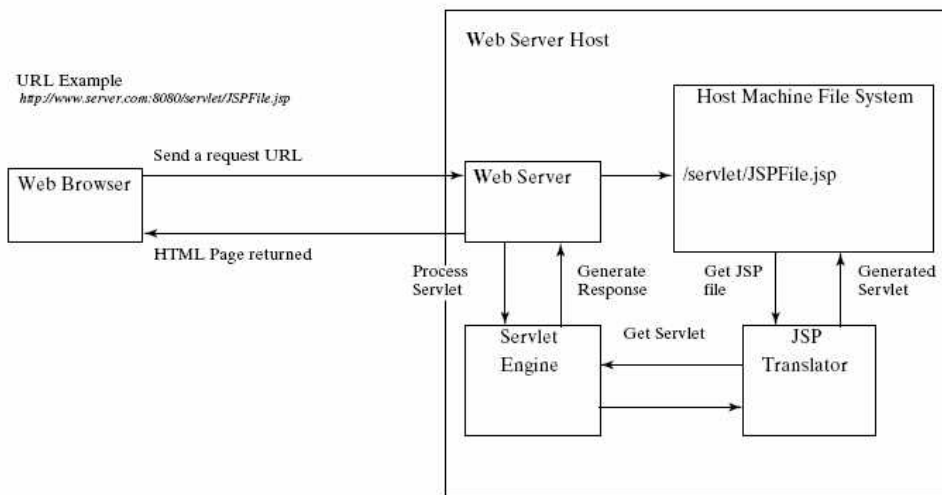 Web Server Host
URL Example
http://www.server.com:8080/servlet/JSPFile.jsp
Host Machine File System
Send a request URL
Web Browser
Web Server
/servlet/JSPFile.jsp
HTML Page returned
Process
Servlet
Generate
Response
Get JSP
file
Generated
Servlet
Servlet
Engine
Get Servlet
JSP
Translator